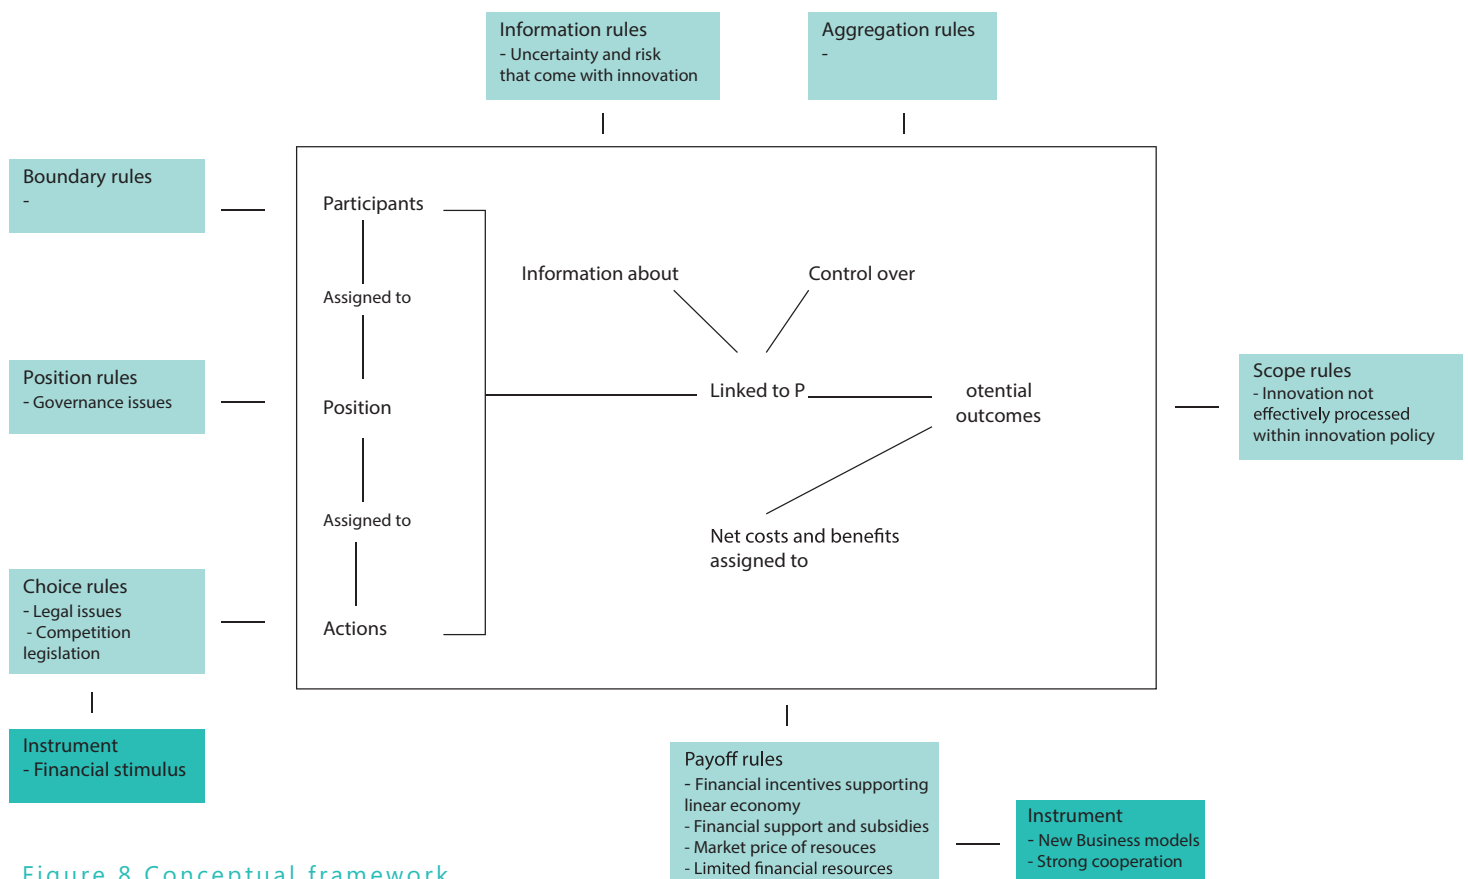 Information rules
- Uncertainty and risk
that come with innovation
Aggregation rules
-
Boundary rules
-
Participants
Information about
Control over
Assigned to
Position rules
- Governance issues
Position
Linked to P
otential
outcomes
Scope rules
- Innovation not
effectively processed
within innovation policy
Assigned to
Net costs and benefits
assigned to
Choice rules
- Legal issues
- Competition
legislation
Actions
Instrument
- Financial stimulus
Payoff rules
- Financial incentives supporting
linear economy
- Financial support and subsidies
- Market price of resouces
- Limited financial resources
Instrument
- New Business models
- Strong cooperation
Figure 8 Conceptual framework